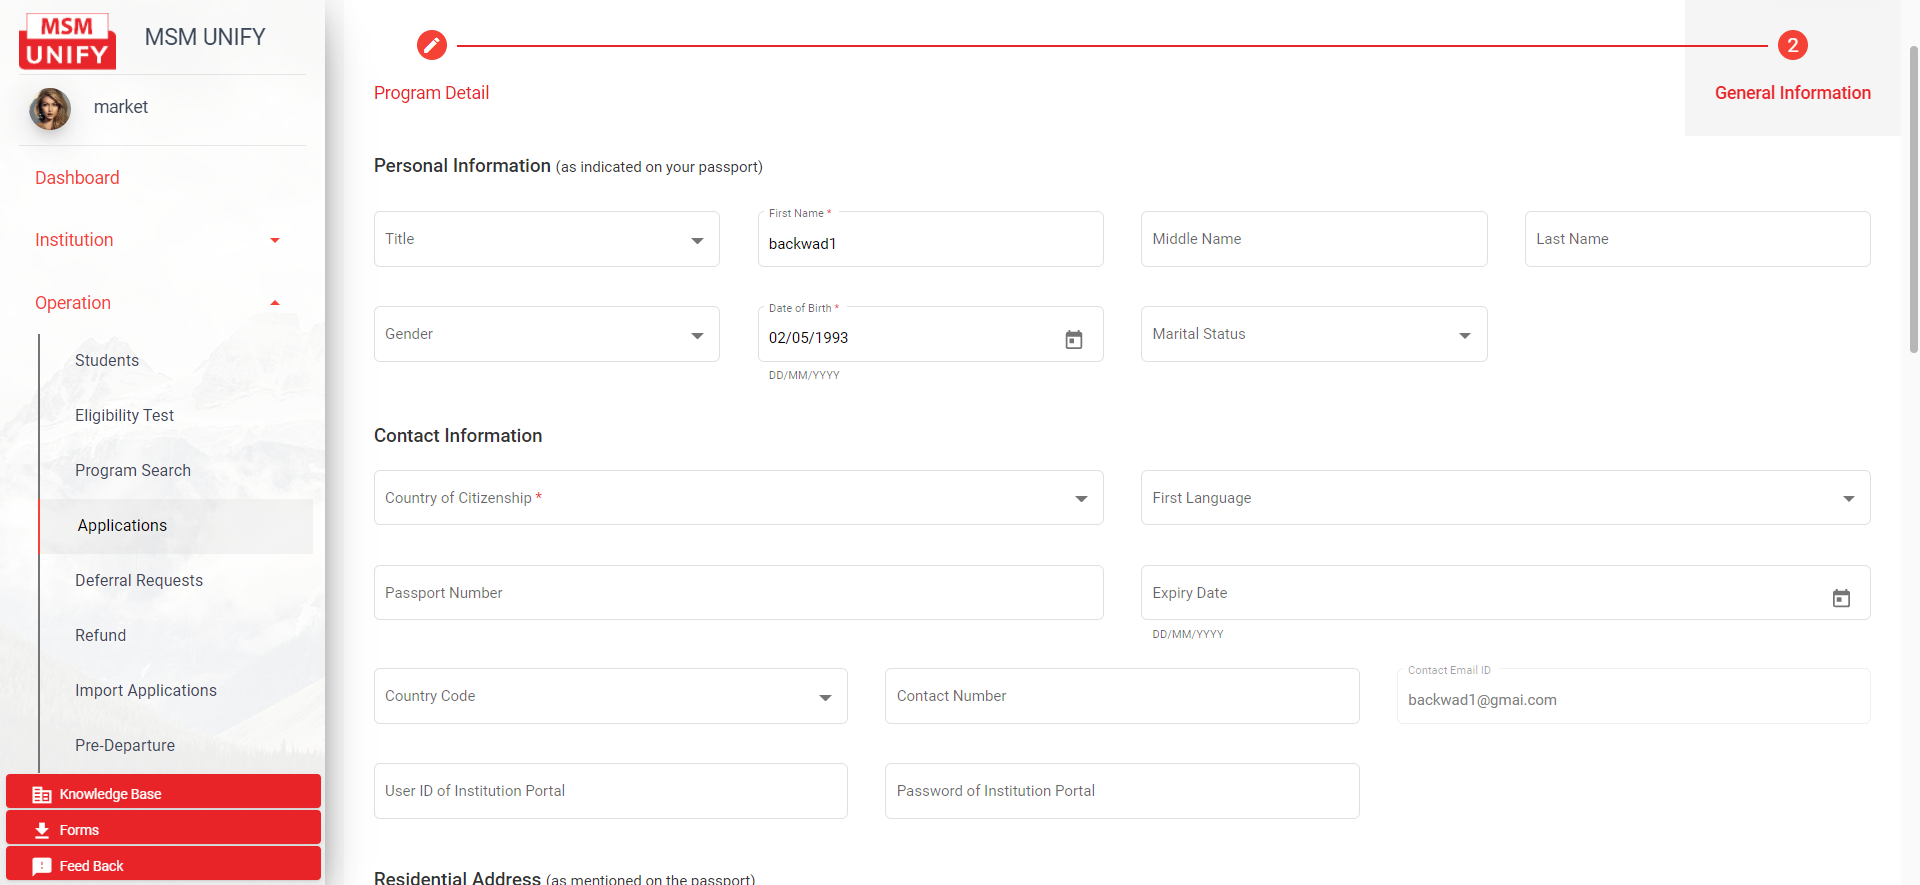 MSM
UNIFY
MSM UNIFY
market
Dashboard
Institution
Operation
Students
Eligibility Test
Program Search
Applications
Deferral Requests
Refund
Import Applications
Pre-Departure
Knowledge Base
Forms
Feed Back
2
Program Detail
General Information
Personal Information (as indicated on your passport)
Title
First Name *
backwad1
Middle Name
Last Name
Gender
Date of Birth *
02/05/1993
DD/MM/YYYY
Marital Status
Contact Information
Country of Citizenship *
First Language
Passport Number
Expiry Date
DD/MM/YYYY
Country Code
Contact Number
Contact Email ID
backwad1@gmai.com
User ID of Institution Portal
Password of Institution Portal
Residential Address (as mentioned on the passport)